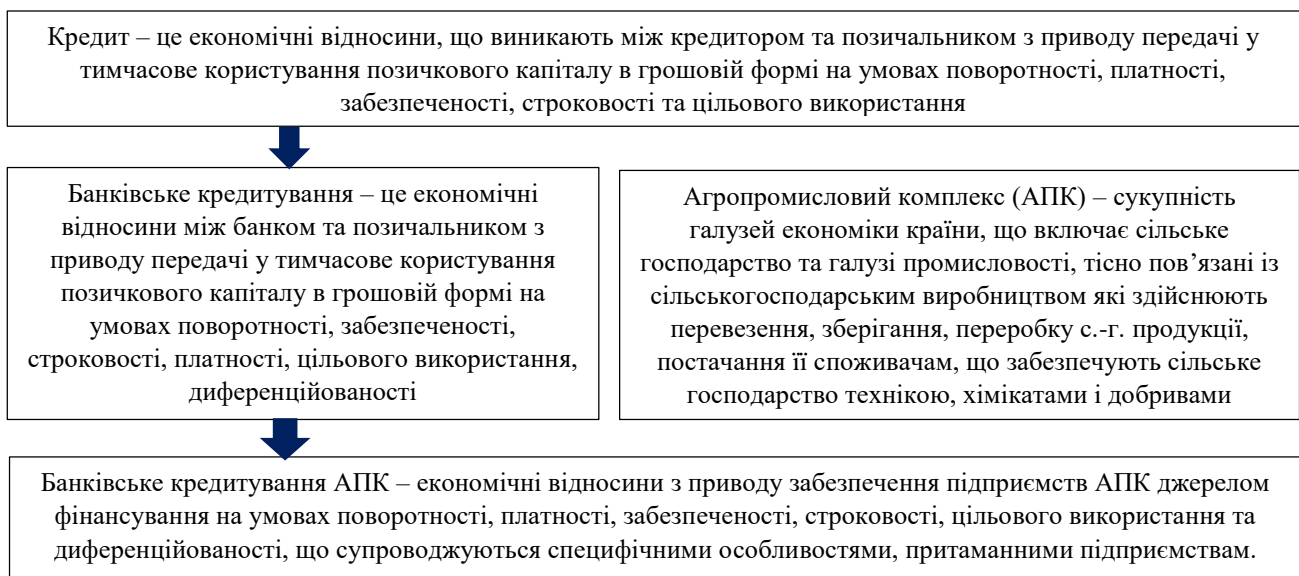 Кредит – це економічні відносини, що виникають між кредитором та позичальником з приводу передачі у
тимчасове користування позичкового капіталу в грошовій формі на умовах поворотності, платності,
забезпеченості, строковості та цільового використання
Банківське кредитування – це економічні
відносини між банком та позичальником з
приводу передачі у тимчасове користування
позичкового капіталу в грошовій формі на
умовах поворотності, забезпеченості,
строковості, платності, цільового використання,
диференційованості
Агропромисловий комплекс (АПК) – сукупність
галузей економіки країни, що включає сільське
господарство та галузі промисловості, тісно пов’язані із
сільськогосподарським виробництвом які здійснюють
перевезення, зберігання, переробку с.-г. продукції,
постачання її споживачам, що забезпечують сільське
господарство технікою, хімікатами і добривами
Банківське кредитування АПК – економічні відносини з приводу забезпечення підприємств АПК джерелом
фінансування на умовах поворотності, платності, забезпеченості, строковості, цільового використання та
диференційованості, що супроводжуються специфічними особливостями, притаманними підприємствам.